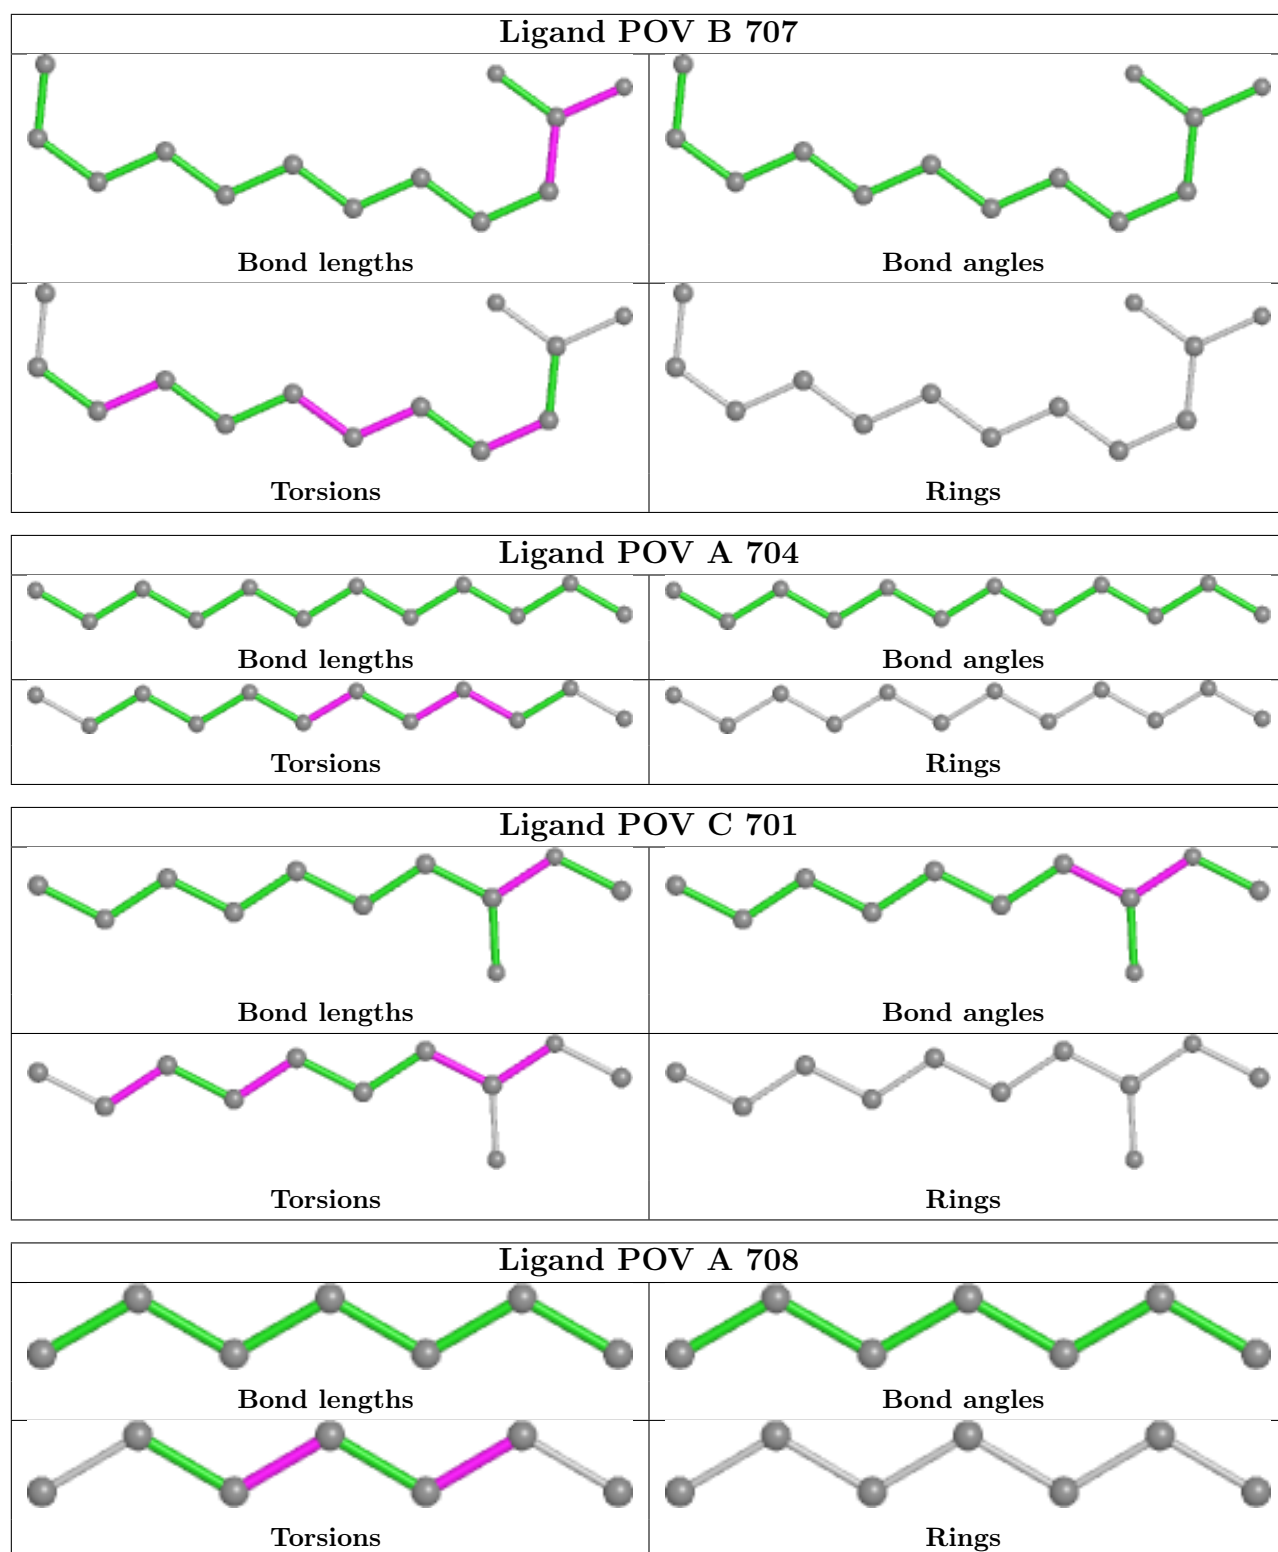 Ligand POV B 707
Bond lengths
Bond angles
Torsions
Rings
Ligand POV A 704
Bond lengths
Bond angles
Torsions
Rings
Ligand POV C 701
Bond lengths
Bond angles
Torsions
Rings
Ligand POV A 708
Bond lengths
Bond angles
Torsions
Rings